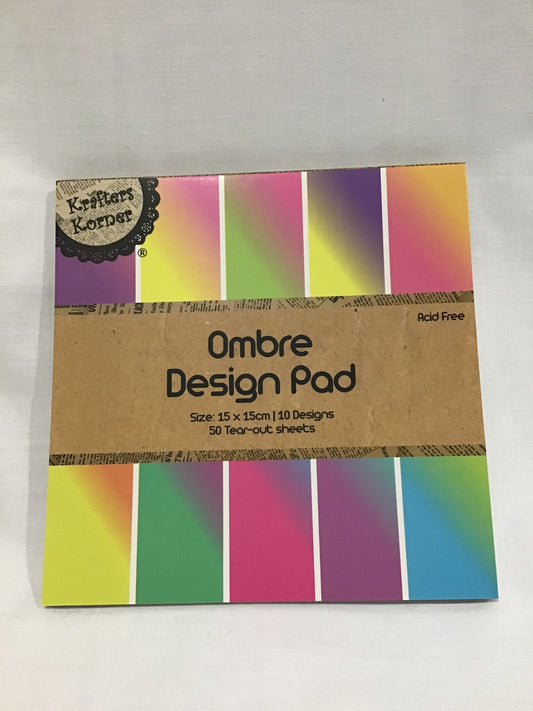 Krafters
Korner
®
Acid Free
Ombre
Design Pad
Size: 15 x 15cm | 10 Designs
50 Tear-out sheets